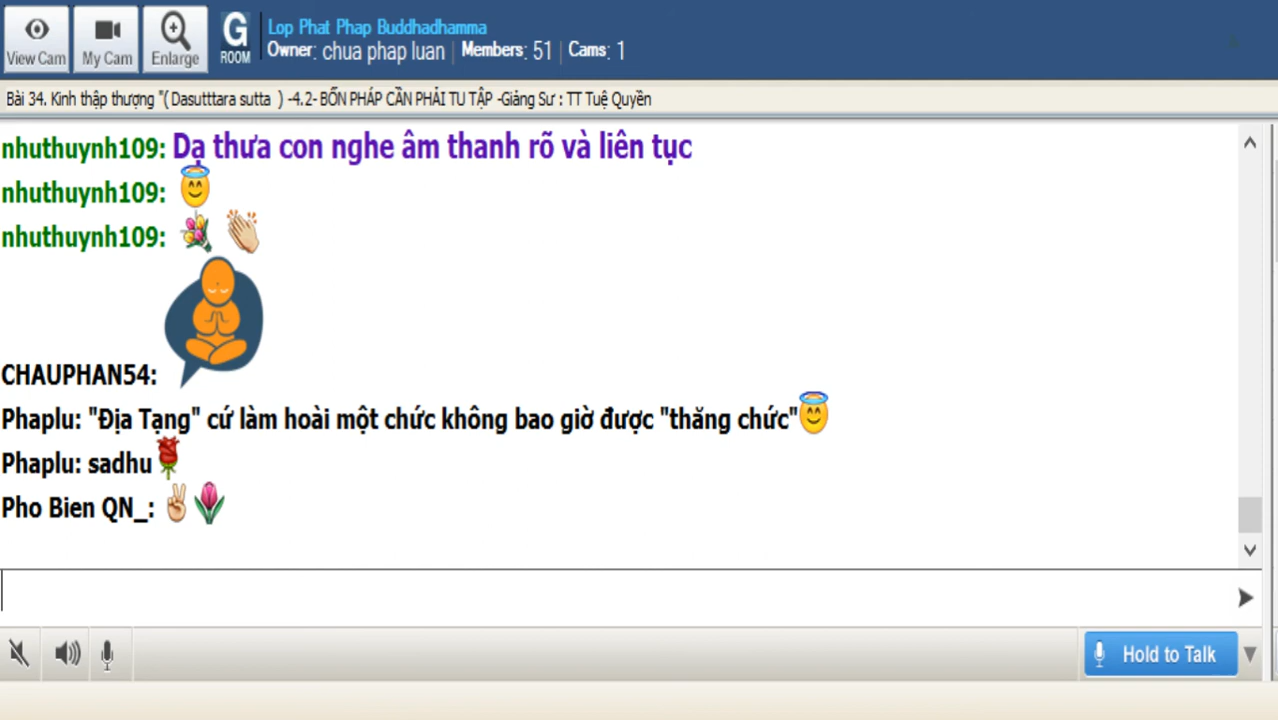 View Cam
My Cam
Enlarge
G
ROOM
Lop Phat Phap Buddhadhamma
Owner: chua phap luan | Members: 51 | Cams: 1
Bài 34. Kinh thập thượng "( Dasutttara sutta ) -4.2- BỐN PHÁP CẦN PHẢI TU TẬP -Giảng Sư : TT Tuệ Quyền
nhuthuynh109: Dạ thưa con nghe âm thanh rõ và liên tục
nhuthuynh109: 😇
nhuthuynh109: 💐 👏
CHAUPHAN54:
Phaplu: "Địa Tạng" cứ làm hoài một chức không bao giờ được "thăng chức"😇
Phaplu: sadhu🌹
Pho Bien QN_: ✌🌷
Hold to Talk